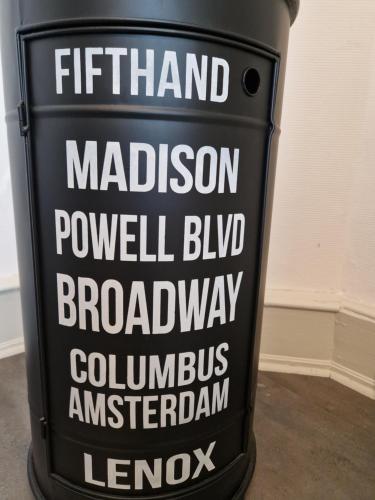 FIFTHAND
MADISON
POWELL BLVD
BROADWAY
COLUMBUS
AMSTERDAM
LENOX